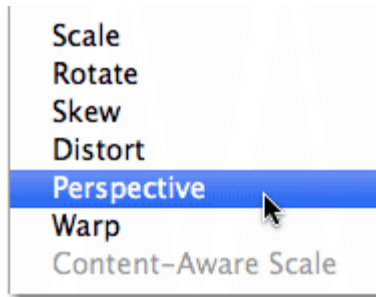 Scale
Rotate
Skew
Distort
Perspective
Warp
Content-Aware Scale